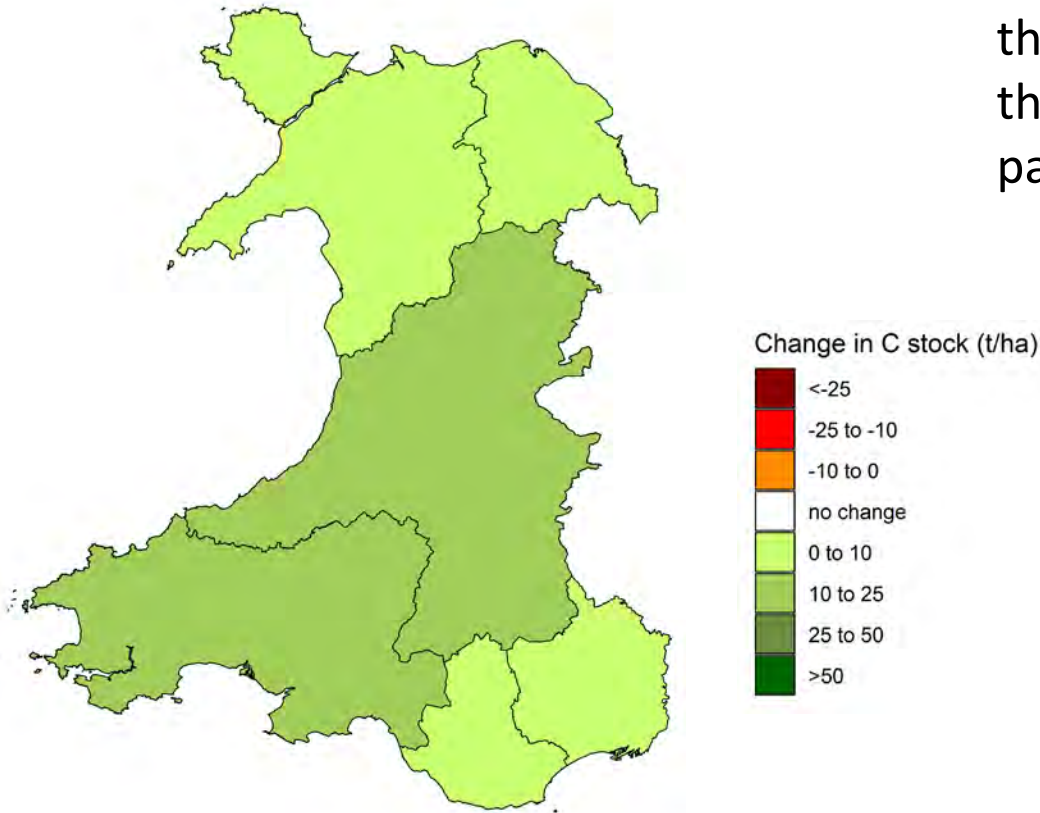 th
th
pa
Change in C stock (t/ha)
<-25
-25 to -10
-10 to 0
no change
0 to 10
10 to 25
25 to 50
>50